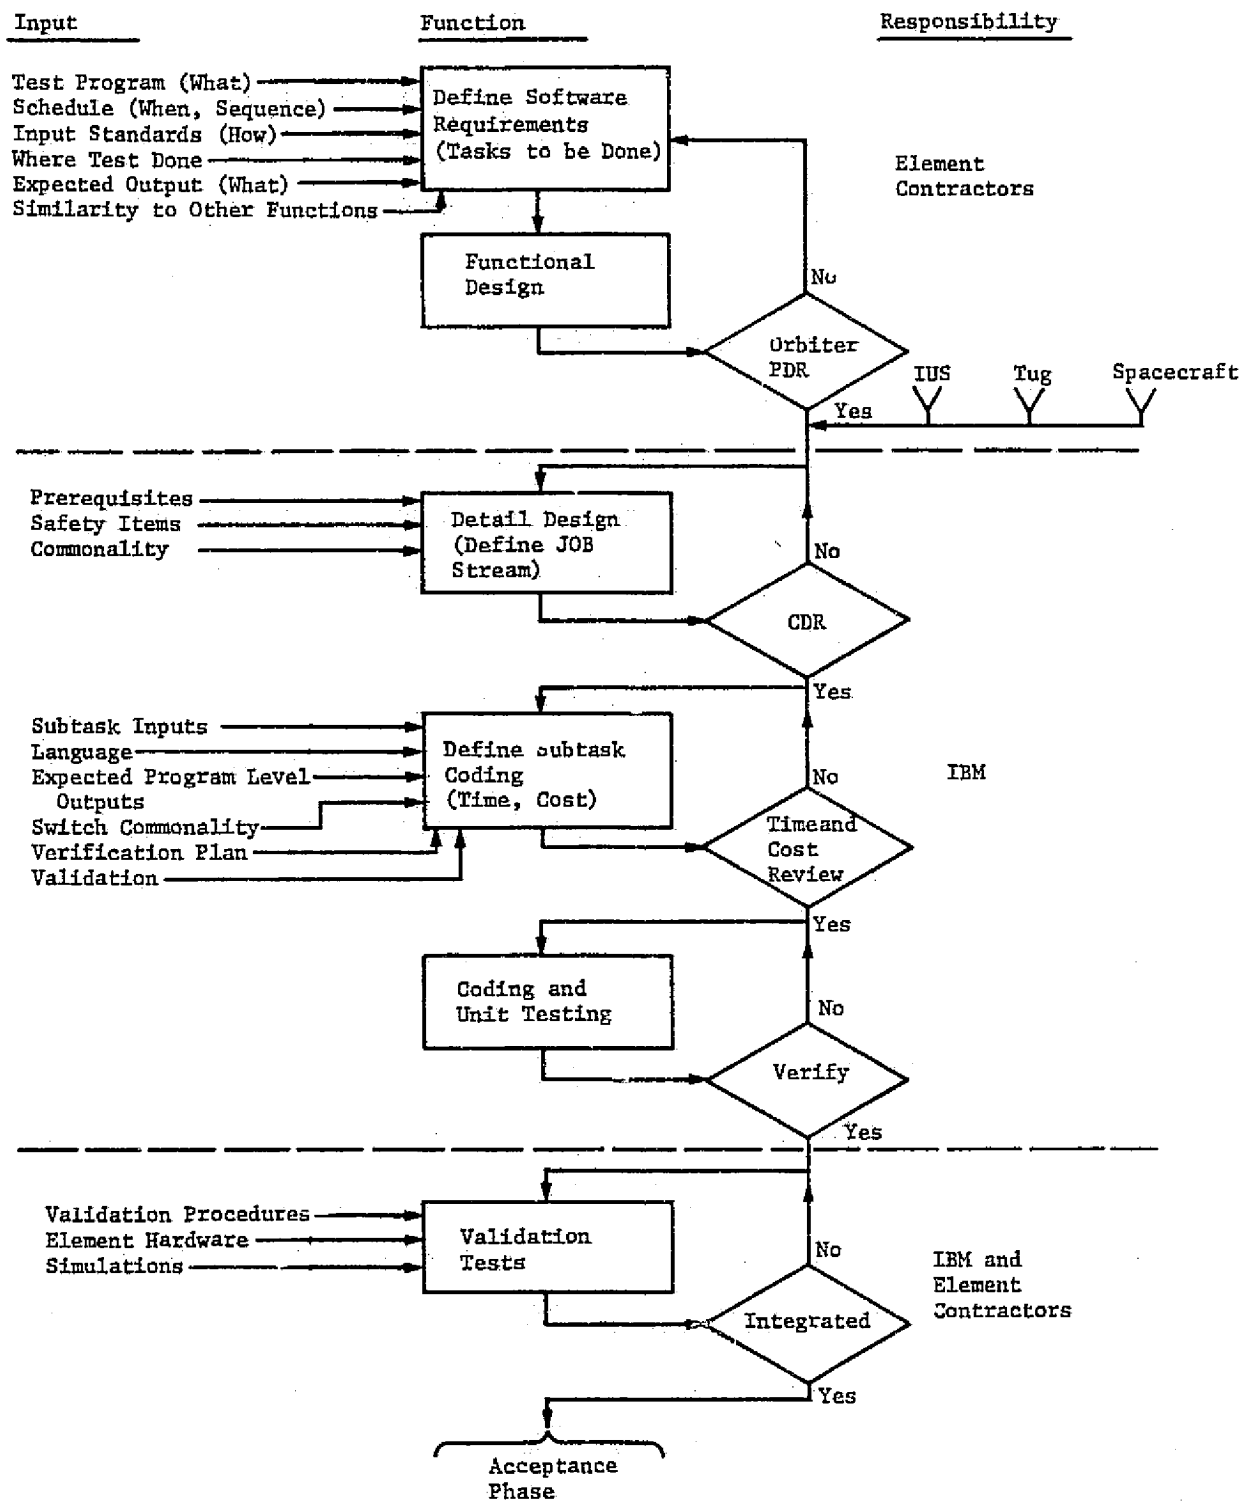 Input
Function
Responsibility
Test Program (What)
Schedule (When, Sequence)
Input Standards (How)
Where Test Done
Expected Output (What)
Similarity to Other Functions
Define Software
Requirements
(Tasks to be Done)
Element
Contractors
Functional
Design
No
Orbiter
PDR
Yes
IUS
Tug
Spacecraft
Prerequisites
Safety Items
Commonality
Detail Design
(Define JOB
Stream)
No
CDR
Yes
Subtask Inputs
Language
Expected Program Level
Outputs
Switch Commonality
Verification Plan
Validation
Define Subtask
Coding
(Time, Cost)
No
Timeand
Cost
Review
IBM
Yes
Coding and
Unit Testing
No
Verify
Yes
Validation Procedures
Element Hardware
Simulations
Validation
Tests
No
Integrated
IBM and
Element
Contractors
Yes
Acceptance
Phase